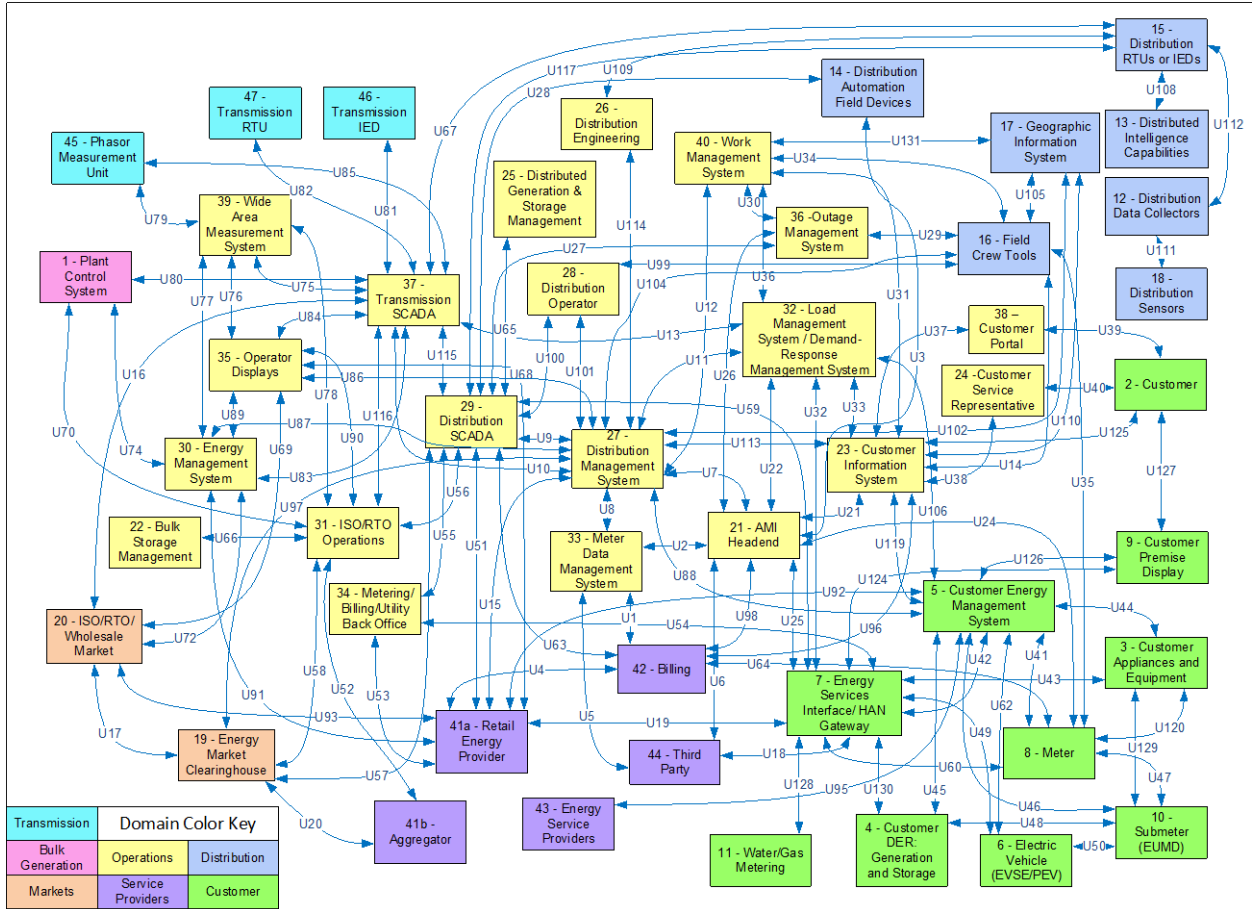 U117
U109
U28
15 -
Distribution
RTUs or IEDs
14 - Distribution
Automation
Field Devices
47 -
Transmission
RTU
46 -
Transmission
IED
26 -
Distribution
Engineering
U108
U112
U67
45 - Phasor
Measurement
Unit
40 - Work
Management
System
U131
17 - Geographic
Information
System
13 - Distributed
Intelligence
Capabilities
U34
U85
U82
U81
25 - Distributed
Generation &
Storage
Management
U30
U105
12 - Distribution
Data Collectors
39 - Wide
Area
Measurement
System
U79
U114
36 -Outage
Management
System
U29
16 - Field
Crew Tools
U111
U27
1 - Plant
Control
System
U80
U75
U77
U76
37 -
Transmission
SCADA
U99
28 -
Distribution
Operator
U104
U36
U31
18 -
Distribution
Sensors
U84
U65
U13
U12
32 - Load
Management
System / Demand-
Response
Management System
U37
38 –
Customer
Portal
U39
U115
U100
U101
U11
U3
U26
35 - Operator
Displays
U16
U86
U68
U78
24 -Customer
Service
Representative
U40
2 - Customer
U116
U59
U32
U33
U89
U87
U90
U69
U70
U74
29 -
Distribution
SCADA
U9
27 -
Distribution
Management
System
U102
U110
U125
U113
23 - Customer
Information
System
U14
U38
30 - Energy
Management
System
U83
U10
U7
U22
U127
U35
U97
U56
U8
22 - Bulk
Storage
Management
U66
31 - ISO/RTO
Operations
U55
U51
U21
U106
U24
21 - AMI
Headend
33 - Meter
Data
Management
System
U2
U119
9 - Customer
Premise
Display
U126
U124
U88
U92
34 - Metering/
Billing/Utility
Back Office
U15
5 - Customer Energy
Management
System
U44
20 - ISO/RTO/
Wholesale
Market
U72
U54
U1
U98
U96
U25
U63
U58
U52
U53
U4
42 - Billing
U64
U42
U41
3 - Customer
Appliances and
Equipment
U43
U91
U6
7 - Energy
Services
Interface/ HAN
Gateway
U62
U93
41a - Retail
Energy
Provider
U19
U5
U120
U49
U17
19 - Energy
Market
Clearinghouse
44 - Third
Party
U18
8 - Meter
U129
U60
U57
U128
U130
U95
U45
U47
U20
41b -
Aggregator
43 - Energy
Service
Providers
U46
U48
10 -
Submeter
(EUMD)
4 - Customer
DER:
Generation
and Storage
6 - Electric
Vehicle
(EVSE/PEV)
U50
11 - Water/Gas
Metering
Transmission
Domain Color Key
Bulk
Generation
Operations
Distribution
Markets
Service
Providers
Customer